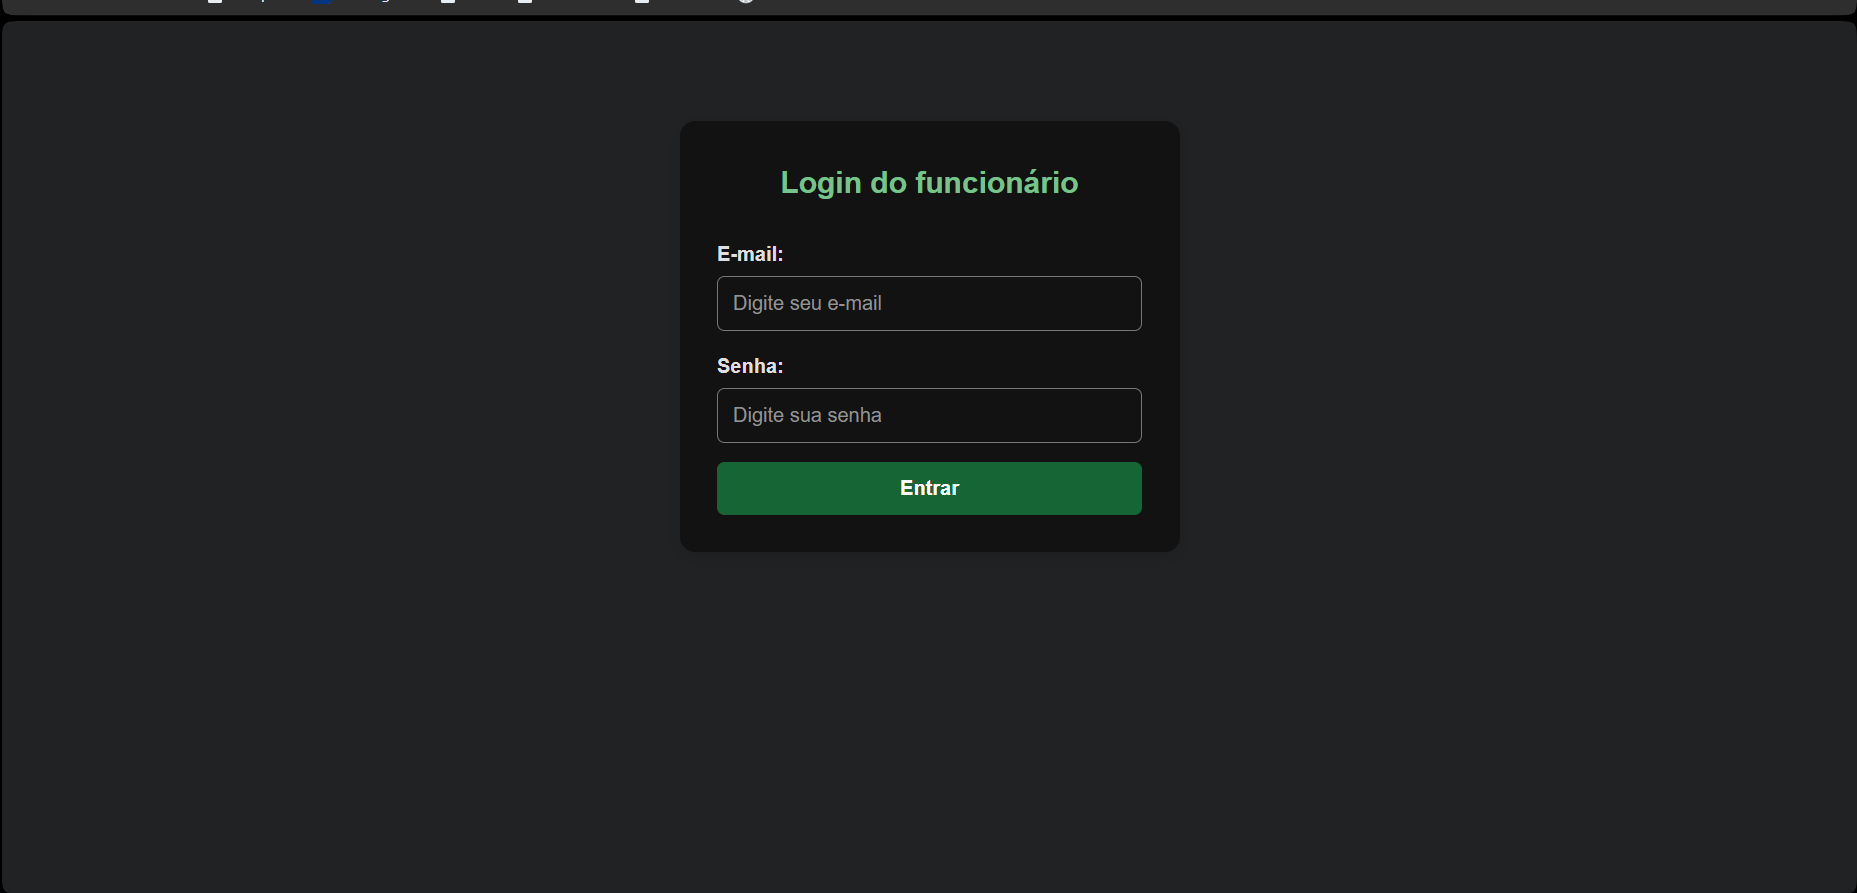 Login do funcionário
E-mail:
Digite seu e-mail
Senha:
Digite sua senha
Entrar